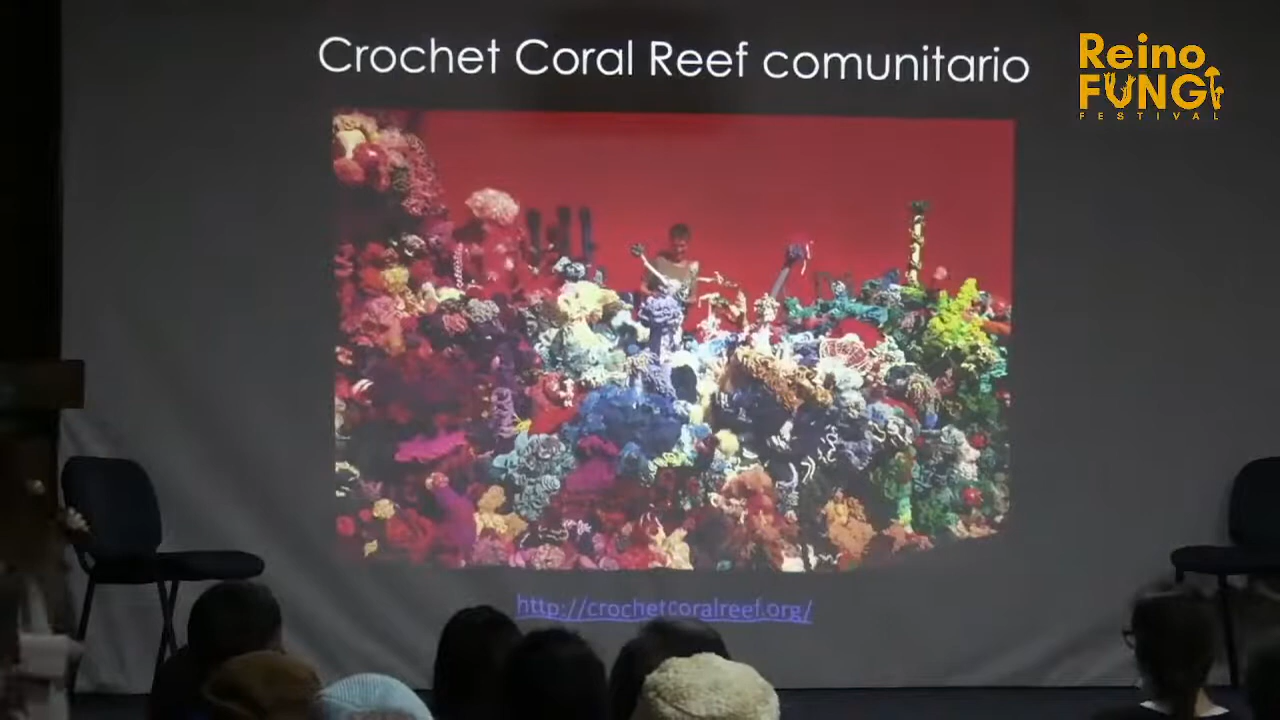 Crochet Coral Reef comunitario
Reino
FUNGi
FESTIVAL
http://crochetcoralreef.org/